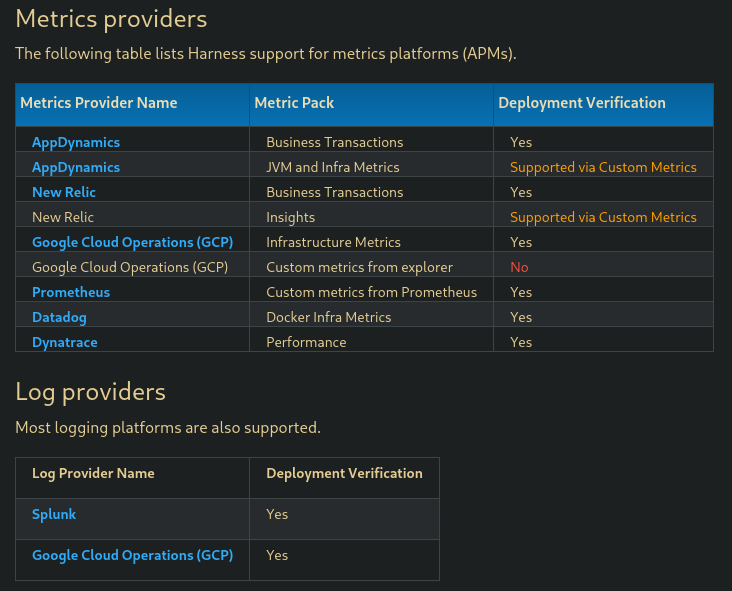 Metrics providers
The following table lists Harness support for metrics platforms (APMs).
Metrics Provider Name Metric Pack Deployment Verification
AppDynamics Business Transactions Yes
AppDynamics JVM and Infra Metrics Supported via Custom Metrics
New Relic Business Transactions Yes
New Relic Insights Supported via Custom Metrics
Google Cloud Operations (GCP) Infrastructure Metrics Yes
Google Cloud Operations (GCP) Custom metrics from explorer No
Prometheus Custom metrics from Prometheus Yes
Datadog Docker Infra Metrics Yes
Dynatrace Performance Yes
Log providers
Most logging platforms are also supported.
Log Provider Name Deployment Verification
Splunk Yes
Google Cloud Operations (GCP) Yes